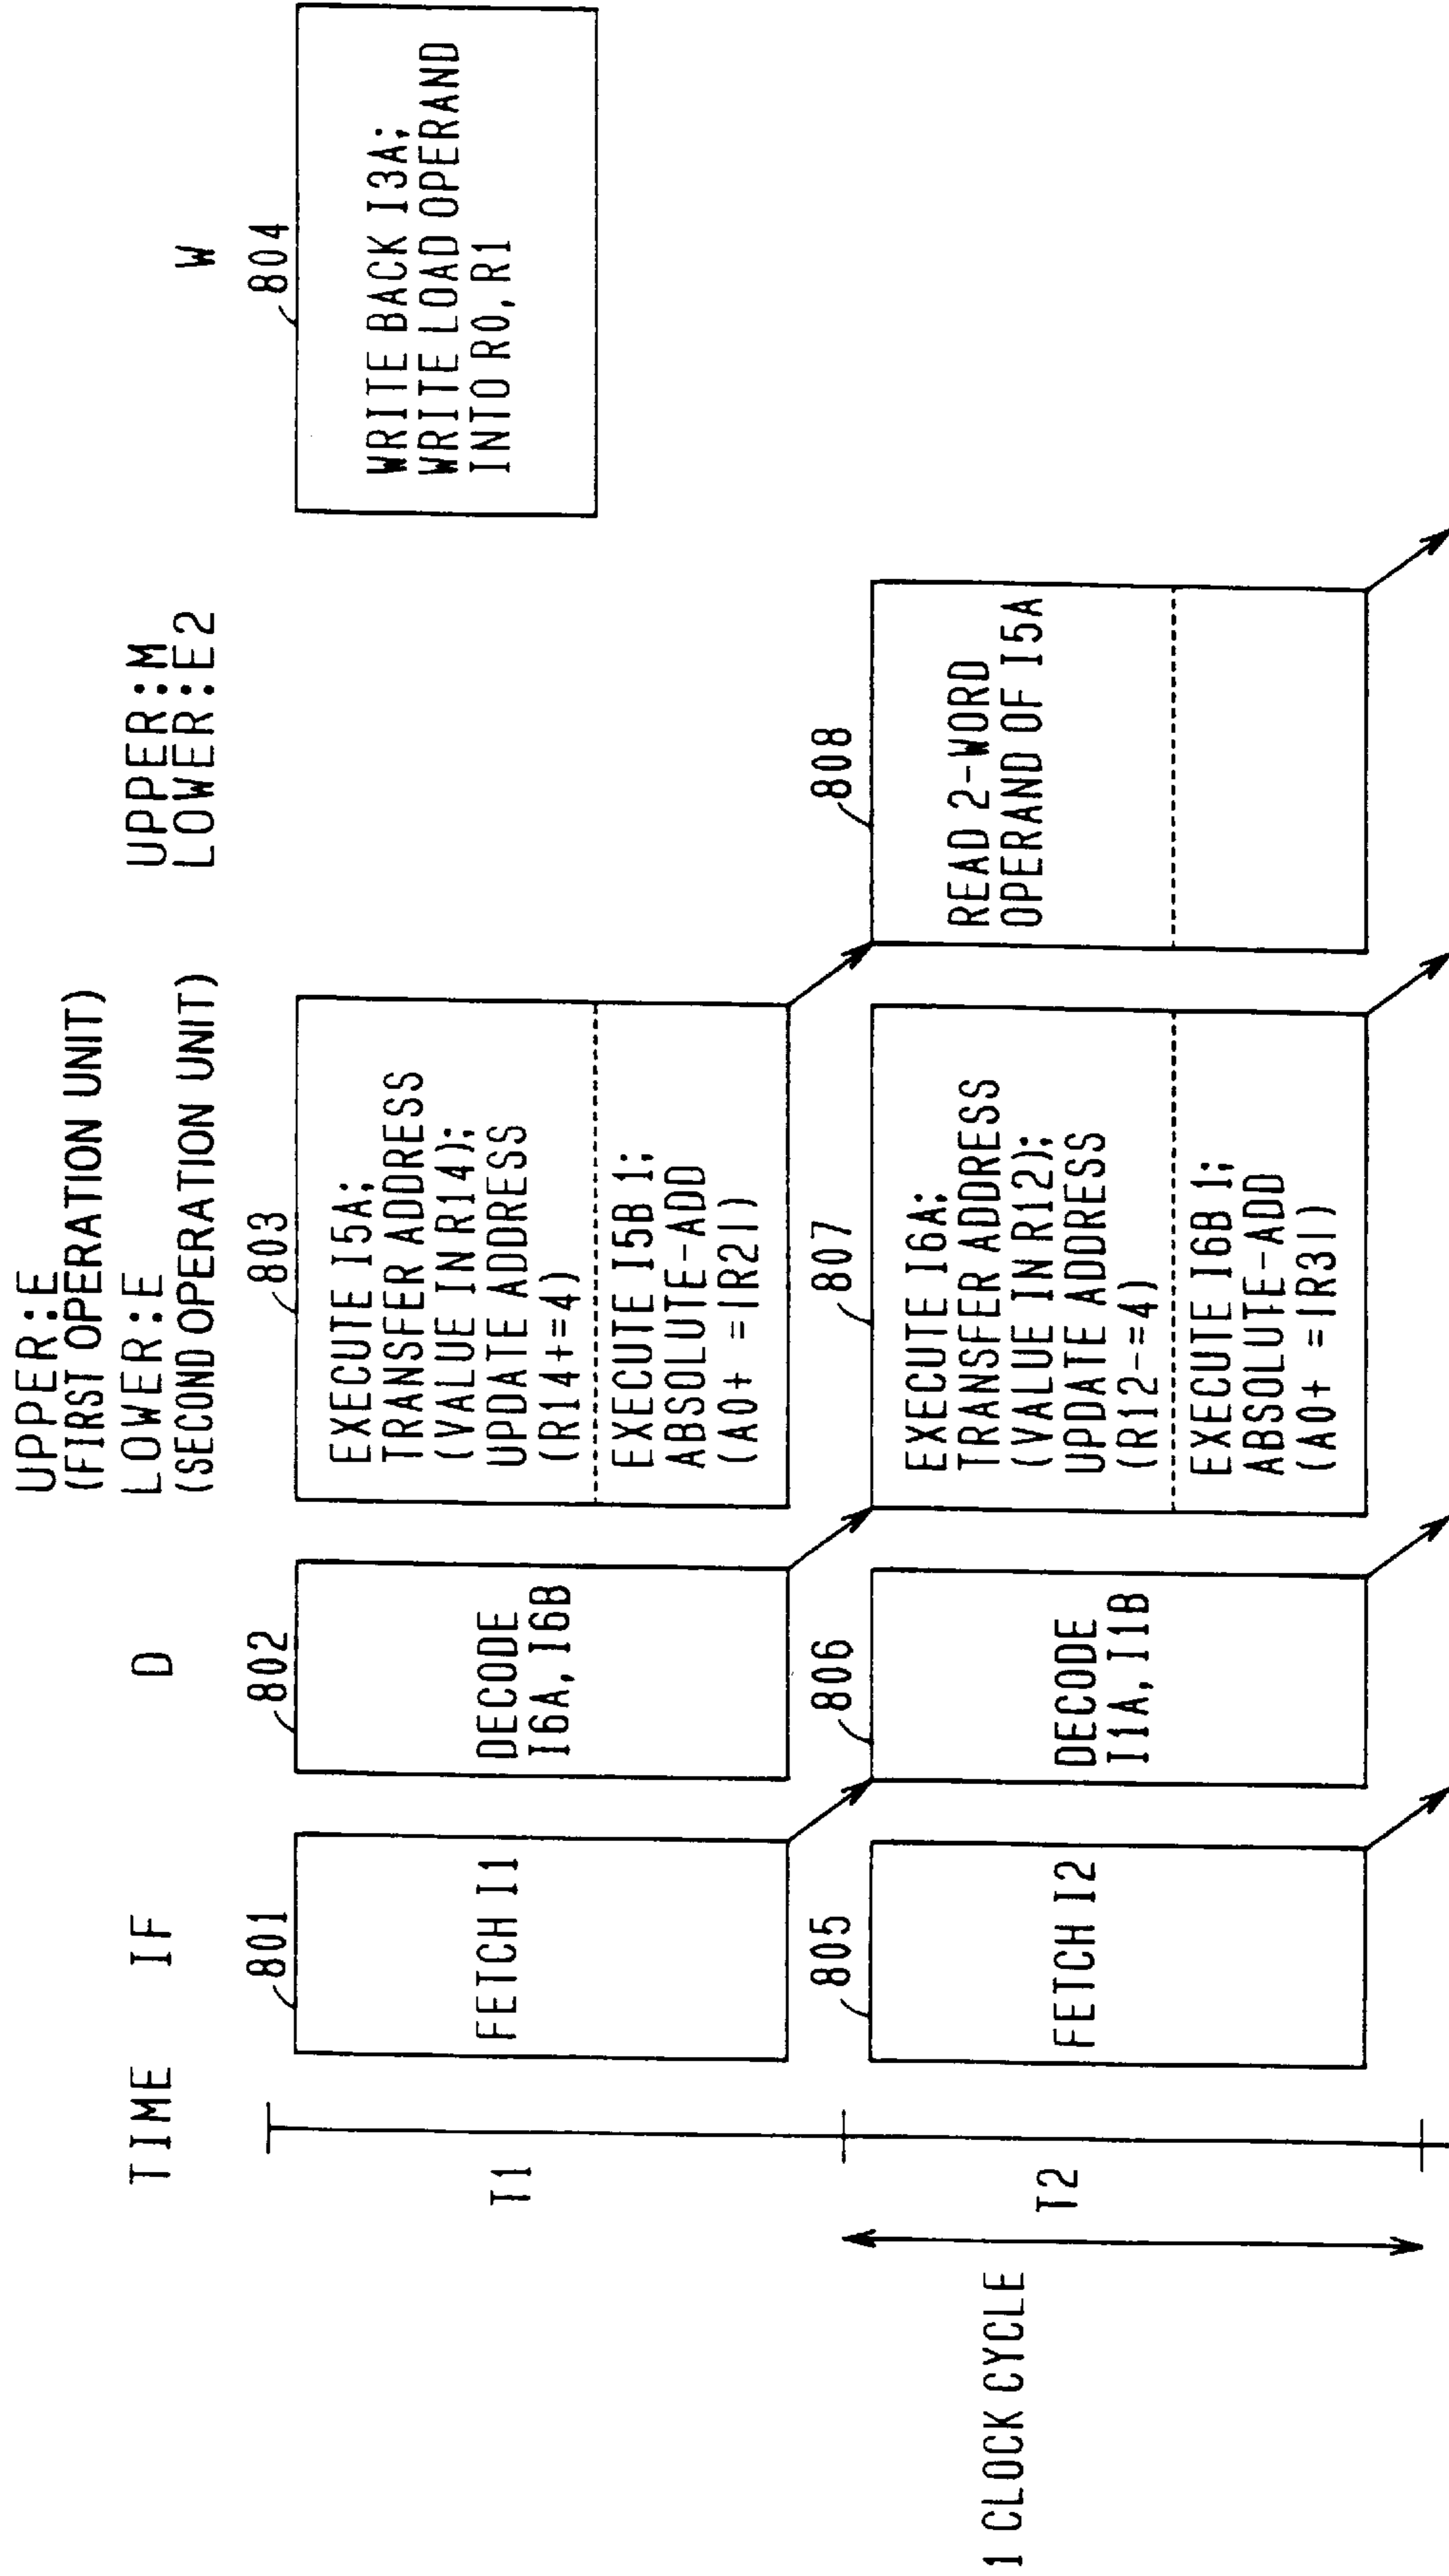 UPPER:E
(FIRST OPERATION UNIT)
UPPER:M
TIME IF D LOWER:E LOWER:E2 W
(SECOND OPERATION UNIT)
801 802 803 804
T1
FETCH I1
DECODE
I6A, I6B
EXECUTE I5A;
TRANSFER ADDRESS
(VALUE IN R14);
UPDATE ADDRESS
(R14+=4)
EXECUTE I5B 1;
ABSOLUTE-ADD
(A0+ =IR2I)
WRITE BACK I3A;
WRITE LOAD OPERAND
INTO R0, R1
805 806 807 808
1 CLOCK CYCLE
T2
FETCH I2
DECODE
I1A, I1B
EXECUTE I6A;
TRANSFER ADDRESS
(VALUE IN R12);
UPDATE ADDRESS
(R12-=4)
EXECUTE I6B 1;
ABSOLUTE-ADD
(A0+ =IR3I)
READ 2-WORD
OPERAND OF I5A